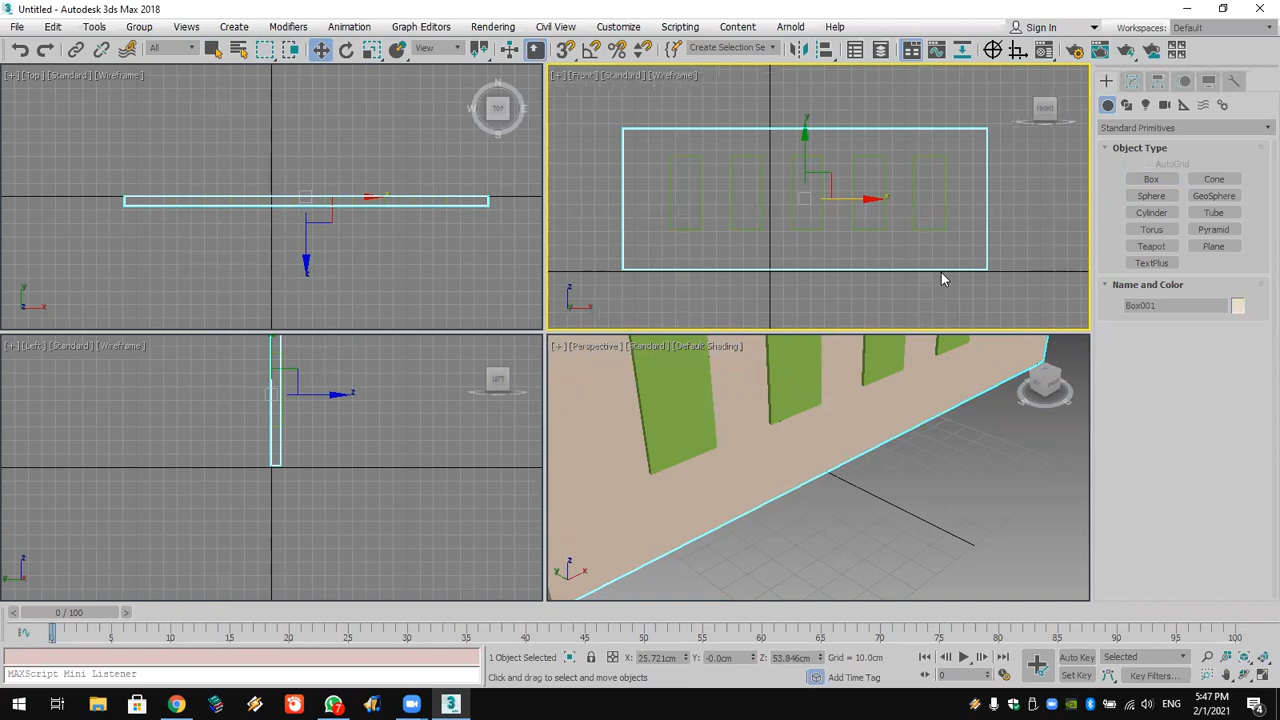 Untitled - Autodesk 3ds Max 2018
File Edit Tools Group Views Create Modifiers Animation Graph Editors Rendering Civil View Customize Scripting Content Arnold Help Sign In Workspaces: Default
All View Create Selection Se
[+] [Top] [Standard] [Wireframe]
N
W TOP E
S
x
z
y
z x
[+] [Front] [Standard] [Wireframe]
FRONT
y
x
z
x
Standard Primitives
Object Type
AutoGrid
Box Cone
Sphere GeoSphere
Cylinder Tube
Torus Pyramid
Teapot Plane
TextPlus
Name and Color
Box001
[+] [Left] [Standard] [Wireframe]
LEFT
z
z
y
[+] [Perspective] [Standard] [Default Shading]
z
y x
< 0 / 100 >
0 5 10 15 20 25 30 35 40 45 50 55 60 65 70 75 80 85 90 95 100
1 Object Selected X: 25.721cm Y: -0.0cm Z: 53.846cm Grid = 10.0cm Auto Key Selected
MAXScript Mini Listener Click and drag to select and move objects Add Time Tag 0 Set Key Key Filters...
7
3
5:47 PM
2/1/2021
4